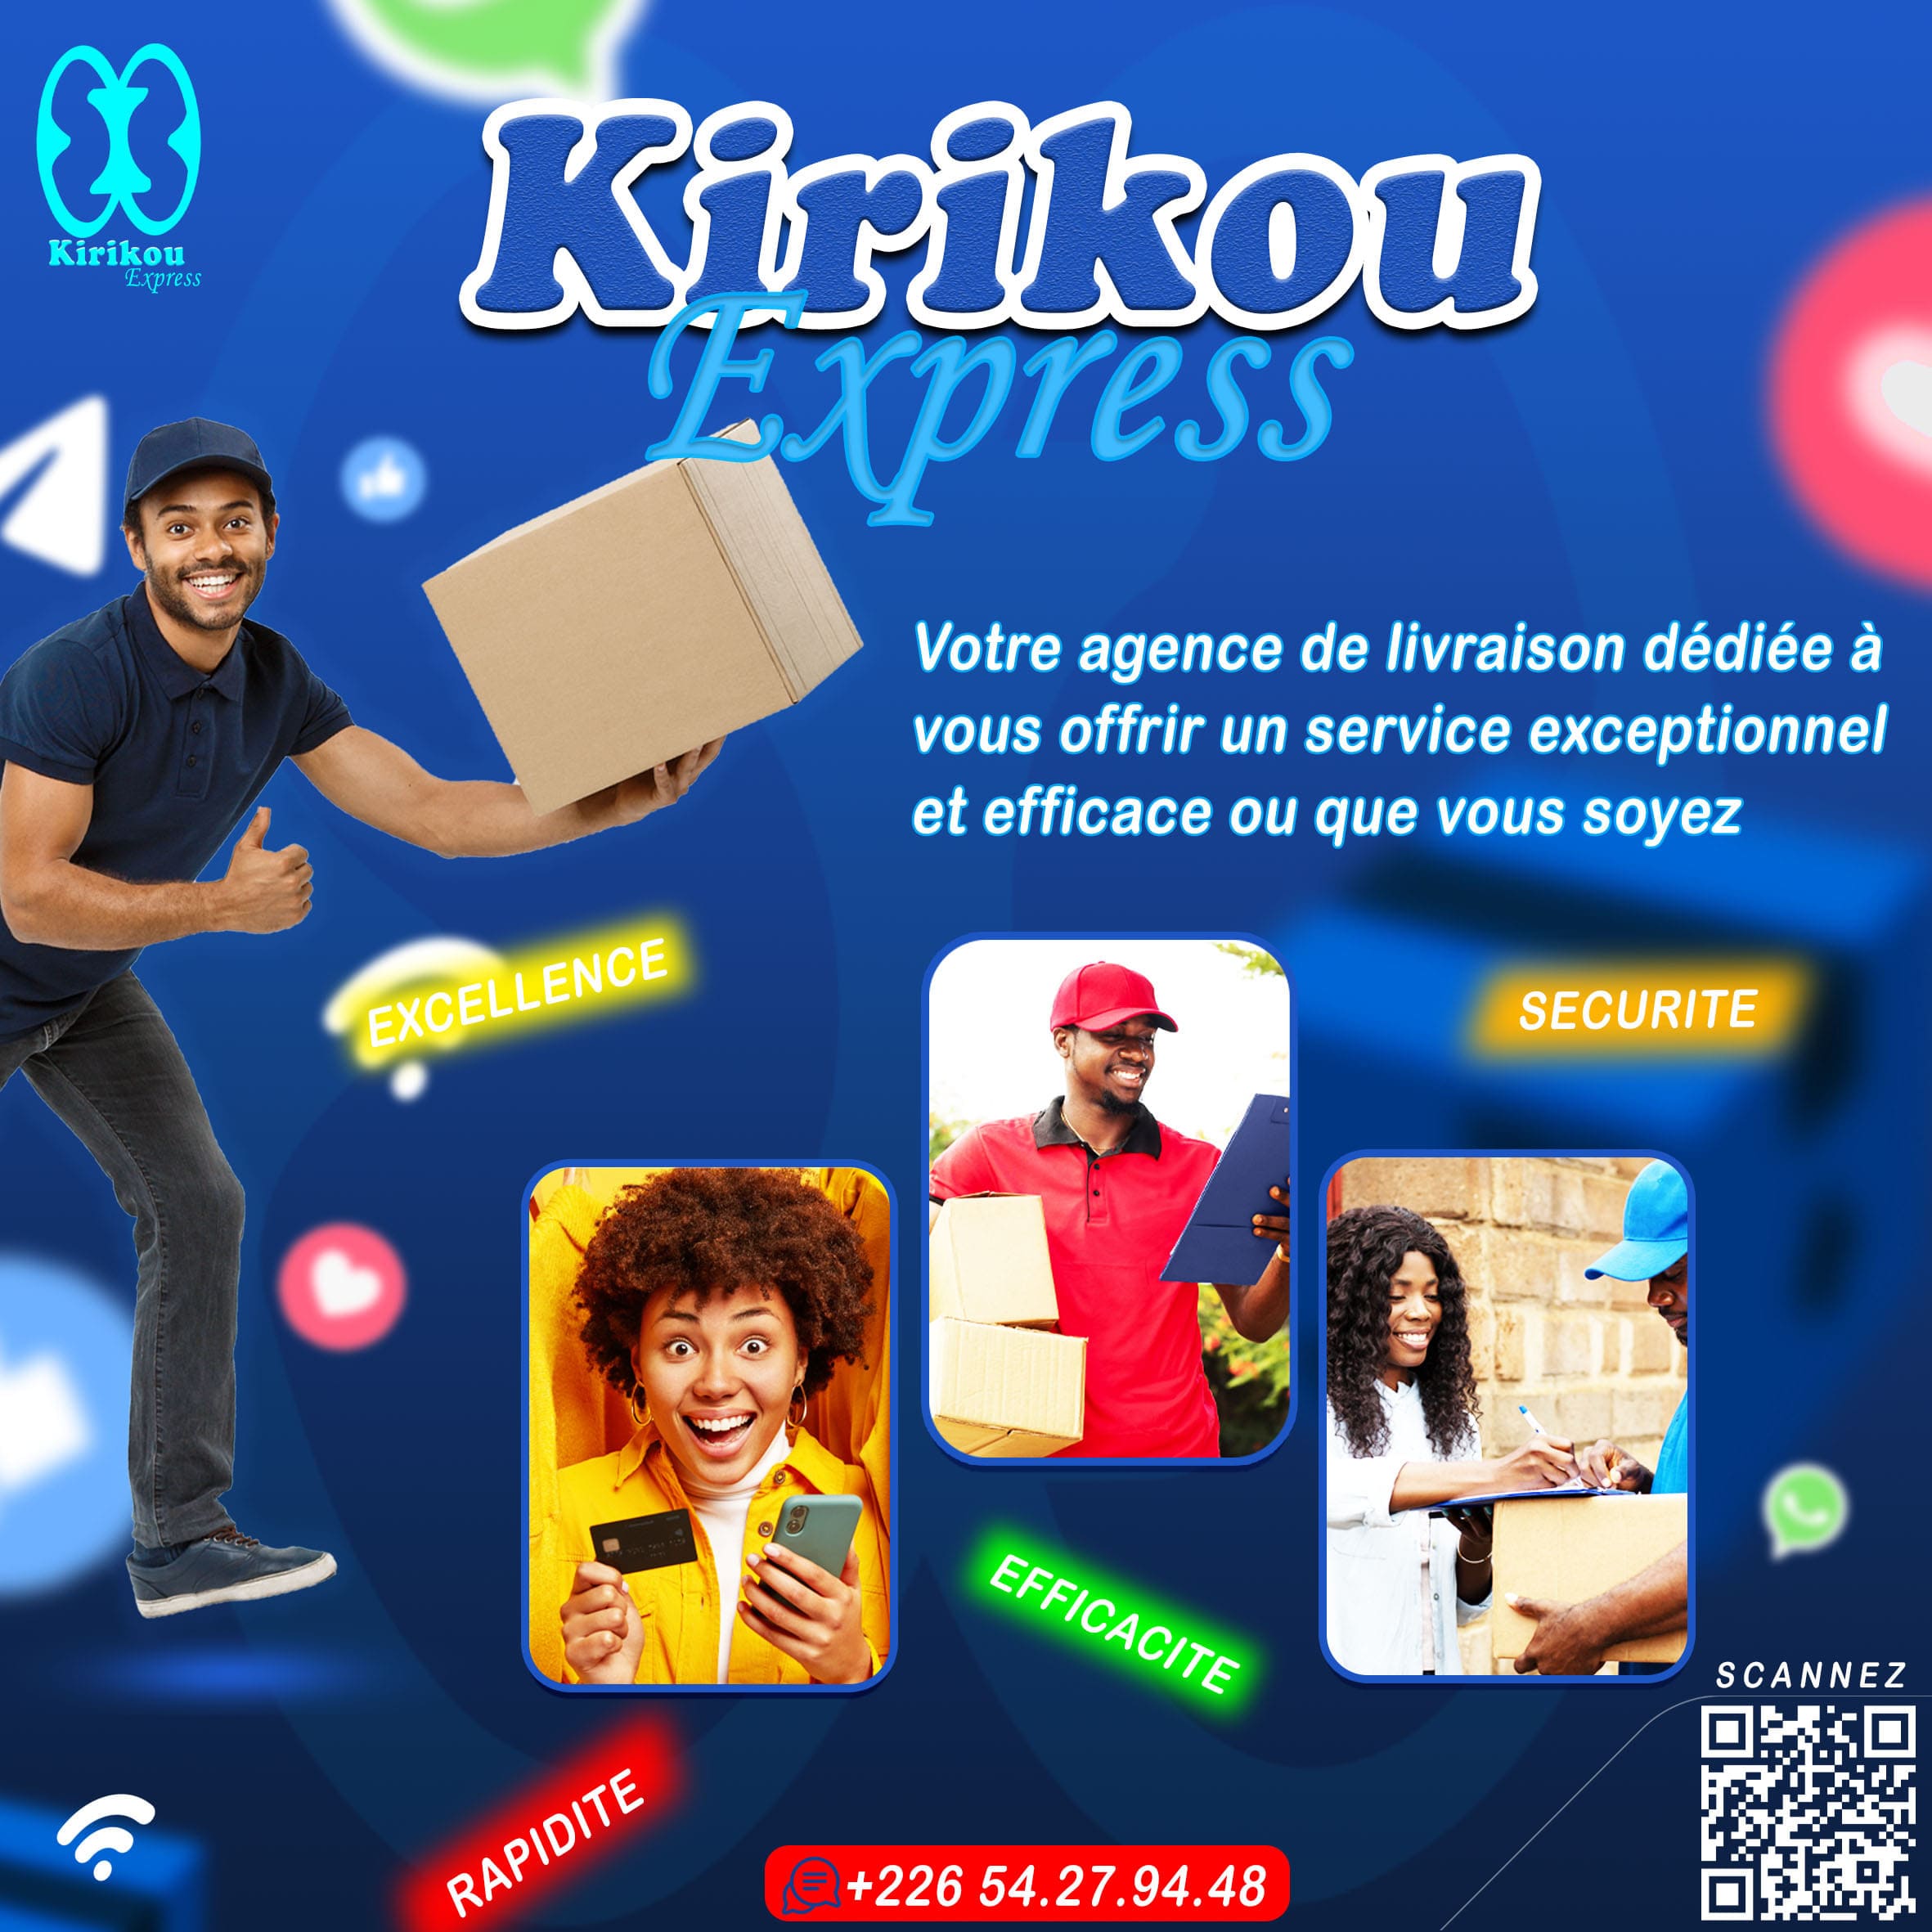 Kirikou
Express
Kirikou
Express
Votre agence de livraison dédiée à
vous offrir un service exceptionnel
et efficace ou que vous soyez
EXCELLENCE
SECURITE
EFFICACITE
SCANNEZ
RAPIDITE
+226 54.27.94.48